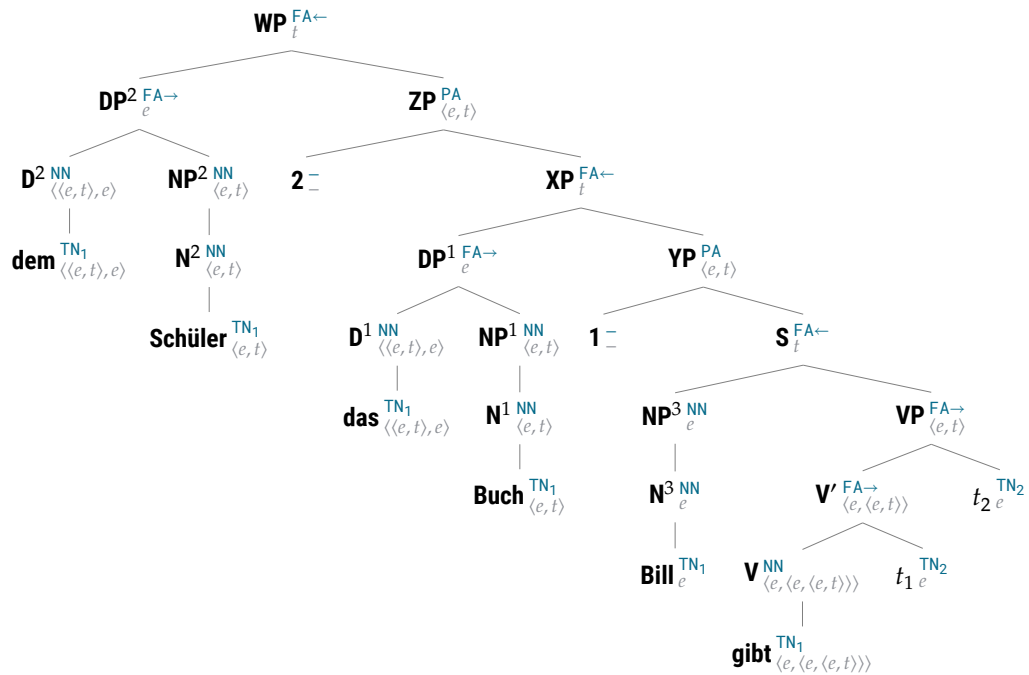 WP FA← t
DP² FA→ e ZP PA ⟨e, t⟩
D² NN ⟨⟨e, t⟩, e⟩ NP² NN ⟨e, t⟩ 2 – – XP FA← t
dem TN₁ ⟨⟨e, t⟩, e⟩ N² NN ⟨e, t⟩ DP¹ FA→ e YP PA ⟨e, t⟩
Schüler TN₁ ⟨e, t⟩ D¹ NN ⟨⟨e, t⟩, e⟩ NP¹ NN ⟨e, t⟩ 1 – – S FA← t
das TN₁ ⟨⟨e, t⟩, e⟩ N¹ NN ⟨e, t⟩ NP³ NN e VP FA→ ⟨e, t⟩
Buch TN₁ ⟨e, t⟩ N³ NN e V′ FA→ ⟨e, ⟨e, t⟩⟩ t₂ TN₂ e
Bill TN₁ e V NN ⟨e, ⟨e, ⟨e, t⟩⟩⟩ t₁ TN₂ e
gibt TN₁ ⟨e, ⟨e, ⟨e, t⟩⟩⟩